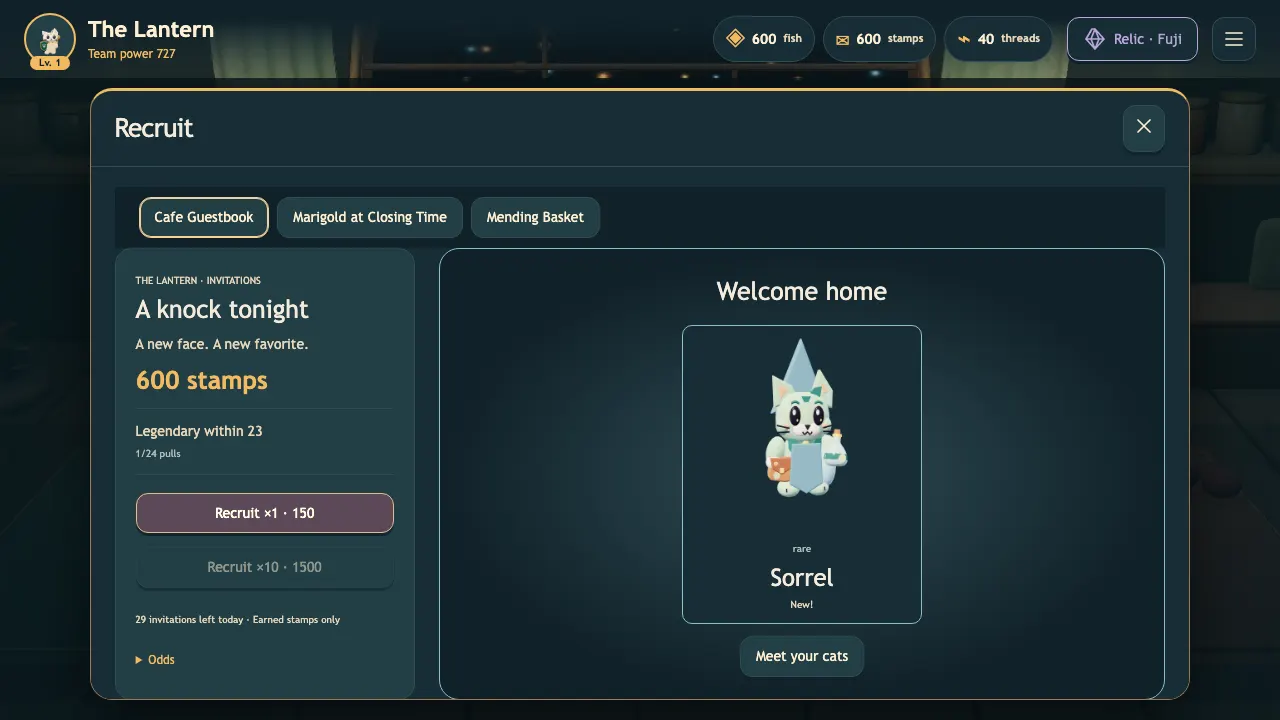 The Lantern
Team power 727
Lv. 1
600 fish
600 stamps
40 threads
Relic · Fuji
Recruit
Cafe Guestbook
Marigold at Closing Time
Mending Basket
THE LANTERN · INVITATIONS
A knock tonight
A new face. A new favorite.
600 stamps
Legendary within 23
1/24 pulls
Recruit ×1 · 150
Recruit ×10 · 1500
29 invitations left today · Earned stamps only
Odds
Welcome home
rare
Sorrel
New!
Meet your cats